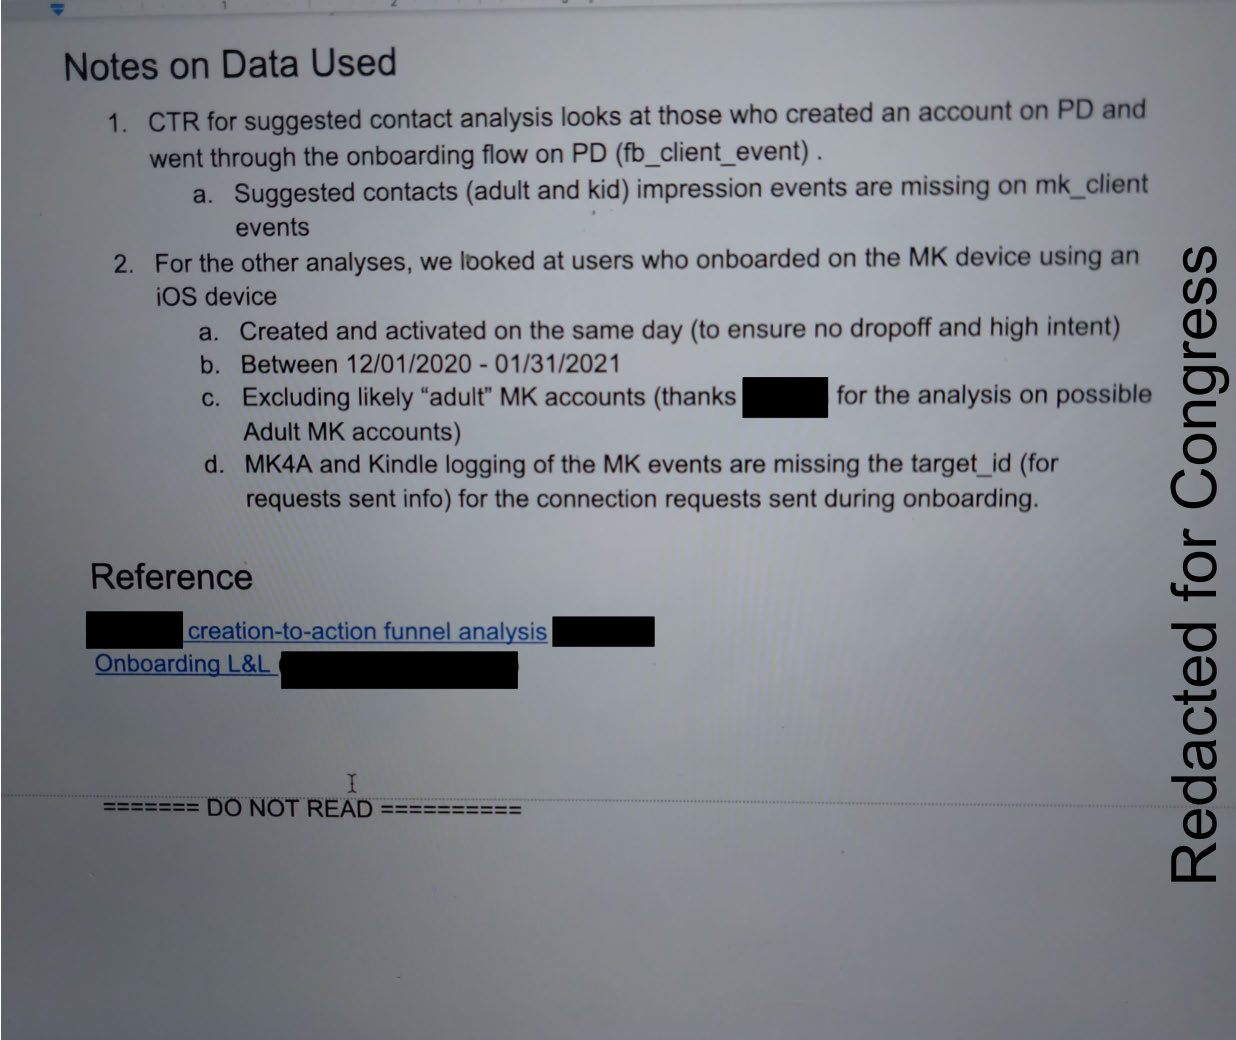 Notes on Data Used
1. CTR for suggested contact analysis looks at those who created an account on PD and
went through the onboarding flow on PD (fb_client_event) .
a. Suggested contacts (adult and kid) impression events are missing on mk_client
events
2. For the other analyses, we looked at users who onboarded on the MK device using an
iOS device
a. Created and activated on the same day (to ensure no dropoff and high intent)
b. Between 12/01/2020 - 01/31/2021
c. Excluding likely “adult” MK accounts (thanks for the analysis on possible
Adult MK accounts)
d. MK4A and Kindle logging of the MK events are missing the target_id (for
requests sent info) for the connection requests sent during onboarding.
Reference
creation-to-action funnel analysis
Onboarding L&L (
======= DO NOT READ ==========
Redacted for Congress
1
2